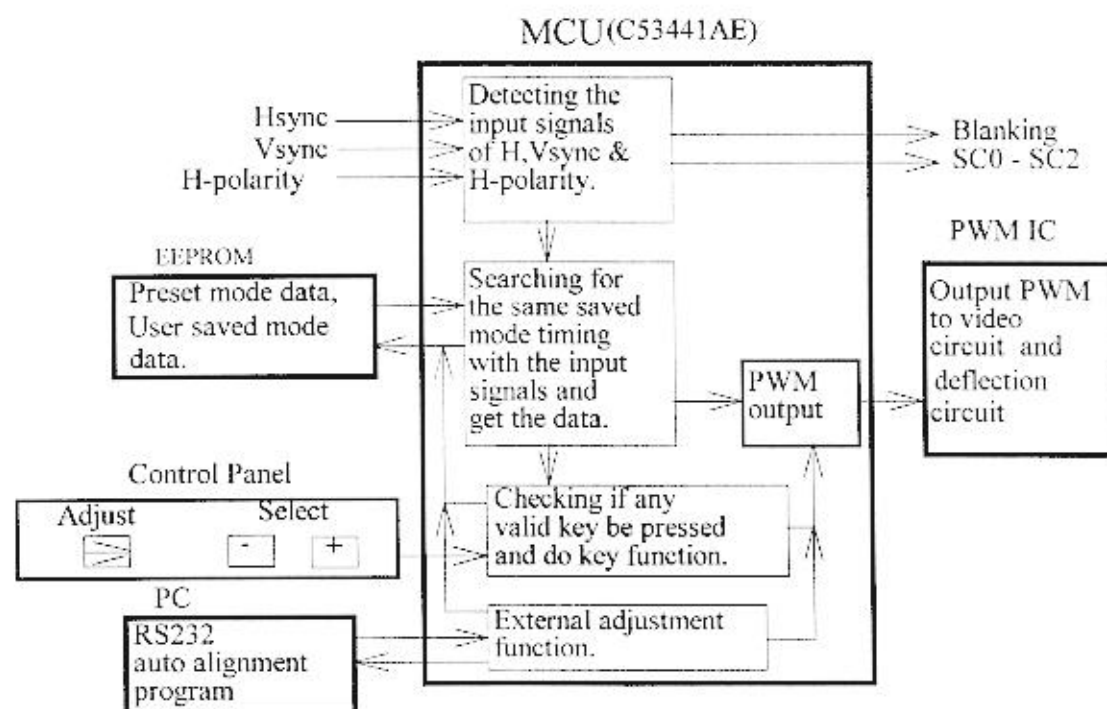 MCU(C53441AE)
Hsync
Vsync
H-polarity
Detecting the
input signals
of H,Vsync &
H-polarity.
Blanking
SC0 - SC2
EEPROM
Preset mode data,
User saved mode
data.
Searching for
the same saved
mode timing
with the input
signals and
get the data.
PWM
output
PWM IC
Output PWM
to video
circuit and
deflection
circuit
Control Panel
Adjust
Select
-
+
Checking if any
valid key be pressed
and do key function.
PC
RS232
auto alignment
program
External adjustment
function.